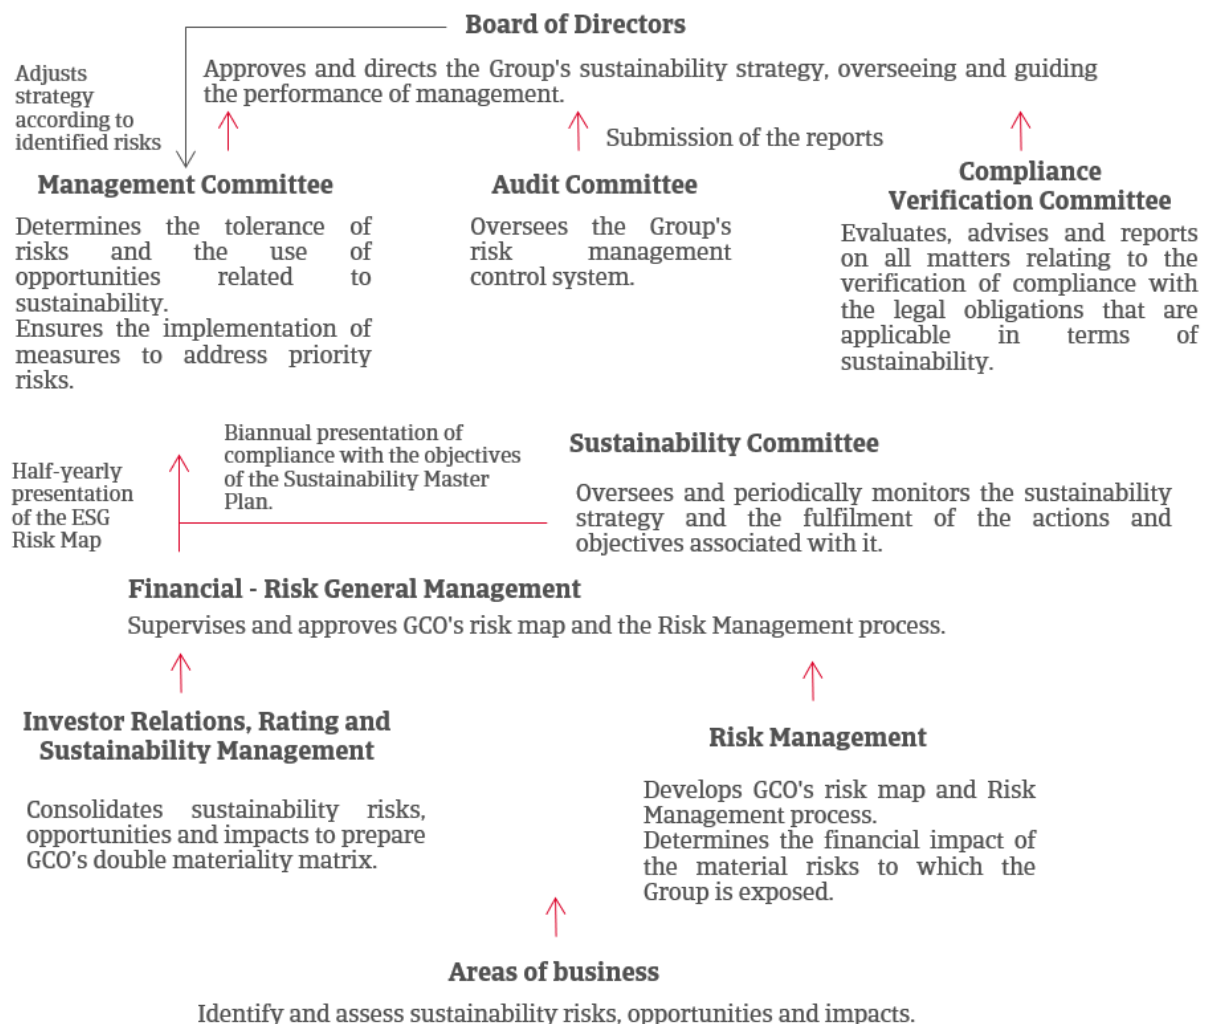 Board of Directors
Adjusts
strategy
according to
identified risks
Approves and directs the Group's sustainability strategy, overseeing and guiding
the performance of management.
Submission of the reports
Management Committee
Determines the tolerance of
risks and the use of
opportunities related to
sustainability.
Ensures the implementation of
measures to address priority
risks.
Audit Committee
Oversees the Group's
risk management
control system.
Compliance
Verification Committee
Evaluates, advises and reports
on all matters relating to the
verification of compliance with
the legal obligations that are
applicable in terms of
sustainability.
Half-yearly
presentation
of the ESG
Risk Map
Biannual presentation of
compliance with the objectives
of the Sustainability Master
Plan.
Sustainability Committee
Oversees and periodically monitors the sustainability
strategy and the fulfilment of the actions and
objectives associated with it.
Financial - Risk General Management
Supervises and approves GCO's risk map and the Risk Management process.
Investor Relations, Rating and
Sustainability Management
Consolidates sustainability risks,
opportunities and impacts to prepare
GCO’s double materiality matrix.
Risk Management
Develops GCO's risk map and Risk
Management process.
Determines the financial impact of
the material risks to which the
Group is exposed.
Areas of business
Identify and assess sustainability risks, opportunities and impacts.